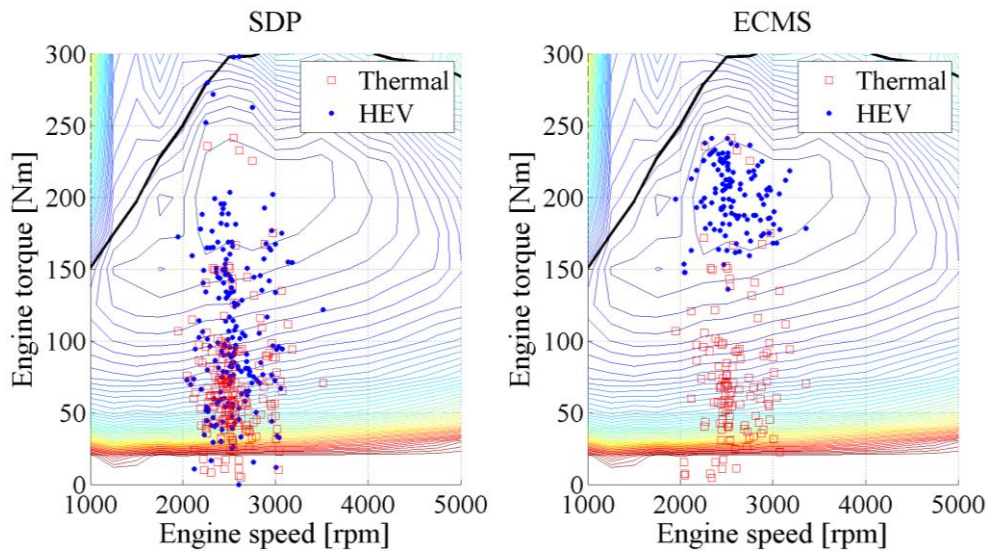 SDP
300
250
200
150
100
50
0
Engine torque [Nm]
Thermal
HEV
1000 2000 3000 4000 5000
Engine speed [rpm]
ECMS
300
250
200
150
100
50
0
Engine torque [Nm]
Thermal
HEV
1000 2000 3000 4000 5000
Engine speed [rpm]